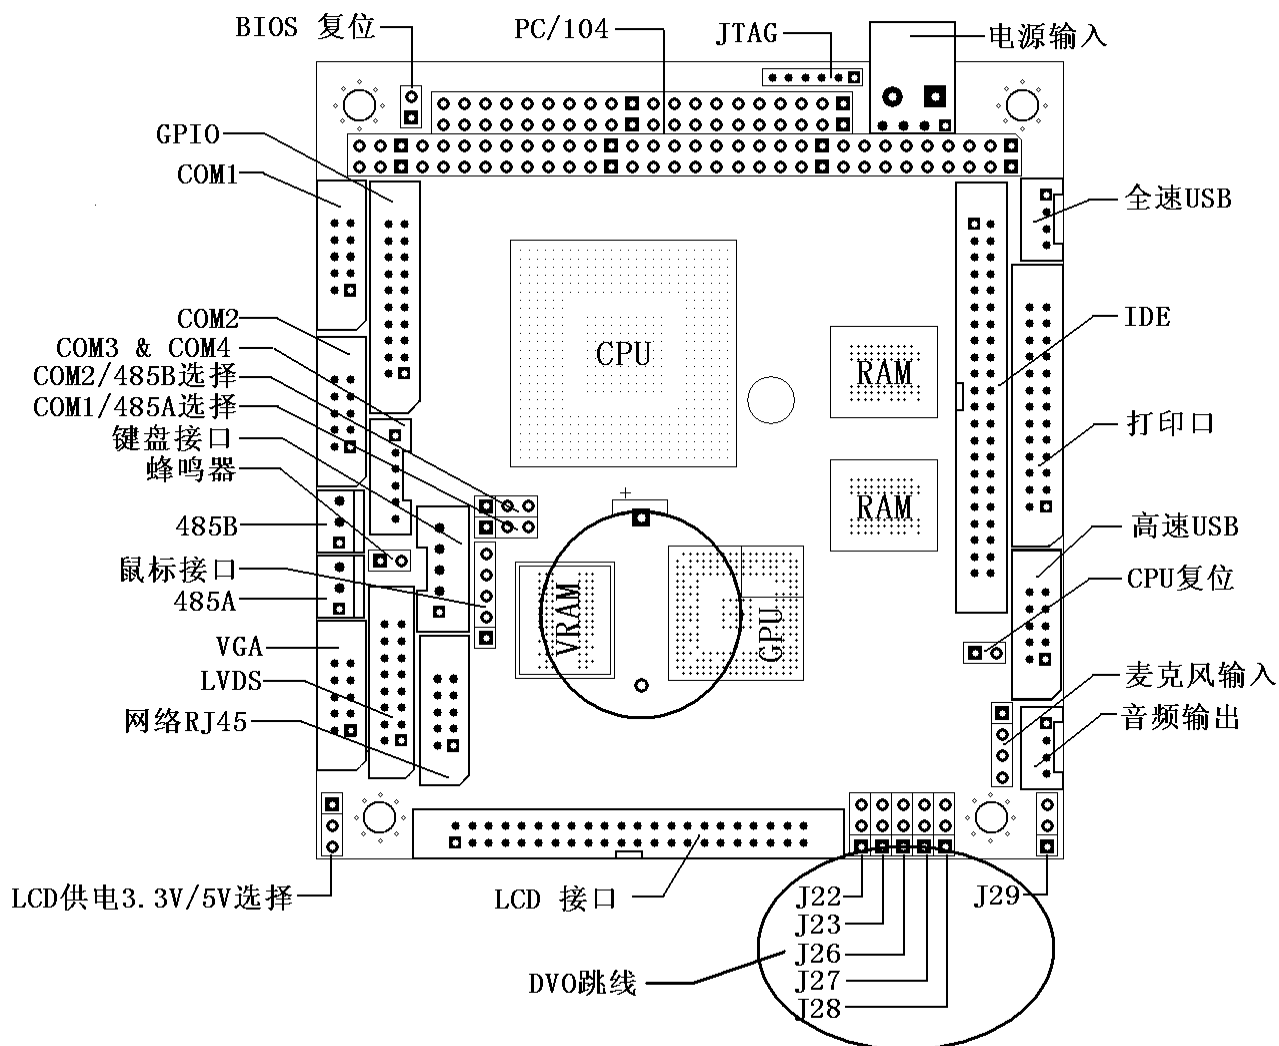 BIOS 复位
PC/104
JTAG
电源输入
GPIO
COM1
全速USB
COM2
IDE
COM3 & COM4
CPU
RAM
COM2/485B选择
COM1/485A选择
打印口
键盘接口
蜂鸣器
RAM
485B
高速USB
鼠标接口
CPU复位
485A
VRAM
GPU
VGA
LVDS
麦克风输入
网络RJ45
音频输出
LCD供电3.3V/5V选择
LCD 接口
J22
J29
J23
J26
DVO跳线
J27
J28